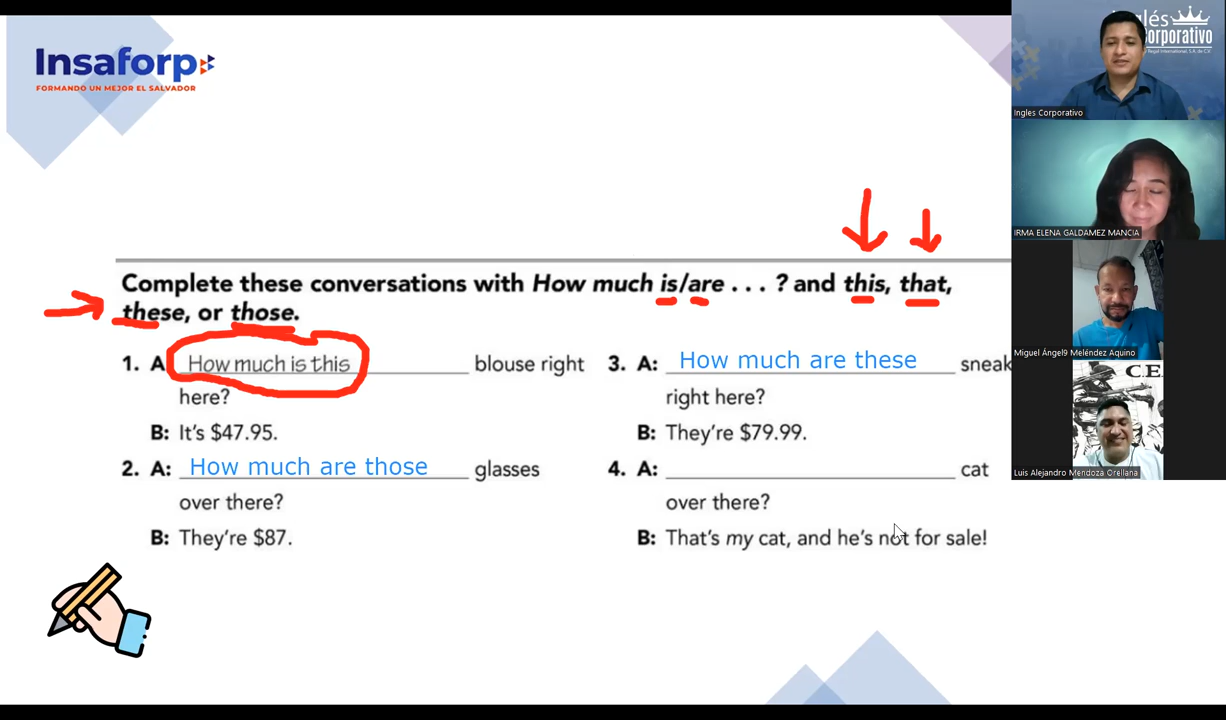 Insaforp
FORMANDO UN MEJOR EL SALVADOR
Complete these conversations with How much is/are . . . ? and this, that,
these, or those.
1. A: How much is this blouse right
here?
B: It's $47.95.
2. A: How much are those glasses
over there?
B: They're $87.
3. A: How much are these sneak
right here?
B: They're $79.99.
4. A: cat
over there?
B: That's my cat, and he's not for sale!
inglés
corporativo
Ingles Corporativo
IRMA ELENA GALDAMEZ MANCIA
Miguel Ángel9 Meléndez Aquino
C.E.
Luis Alejandro Mendoza Orellana